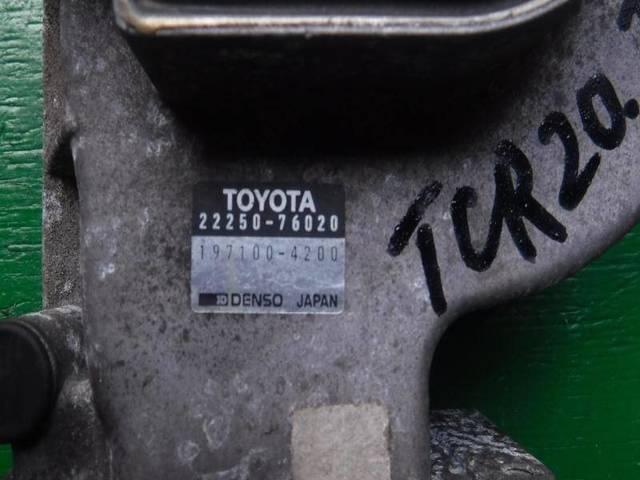 TOYOTA
22250-76020
197100-4200
DENSO JAPAN
TCR20.